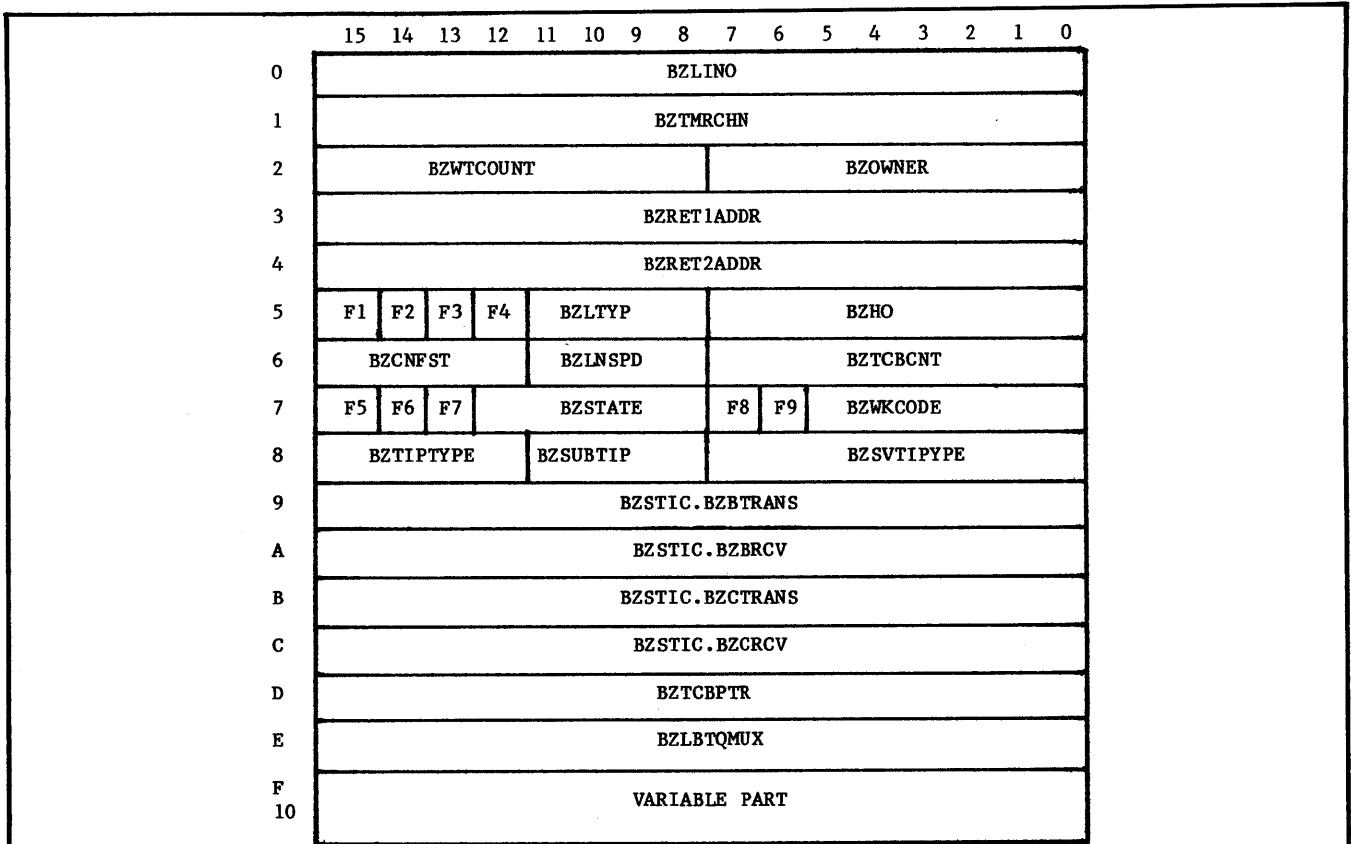 15 14 13 12 11 10 9 8 7 6 5 4 3 2 1 0
0 BZLINO
1 BZTMRCHN
2 BZWTCOUNT BZOWNER
3 BZRET1ADDR
4 BZRET2ADDR
5 F1 F2 F3 F4 BZLTYP BZHO
6 BZCNFST BZLNSPD BZTCBCNT
7 F5 F6 F7 BZSTATE F8 F9 BZWKCODE
8 BZTIPTYPE BZSUBTIP BZSVTIPYPE
9 BZSTIC.BZBTRANS
A BZSTIC.BZBRCV
B BZSTIC.BZCTRANS
C BZSTIC.BZCRCV
D BZTCBPTR
E BZLBTQMUX
F
10 VARIABLE PART